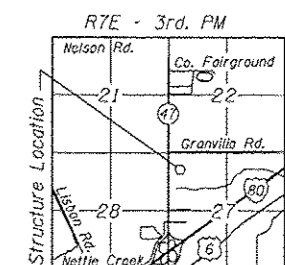 R7E - 3rd. PM
Nelson Rd.
Co. Fairground
21
22
47
Granville Rd.
Structure Location
80
Lisbon Rd.
28
27
6
Nettle Creek